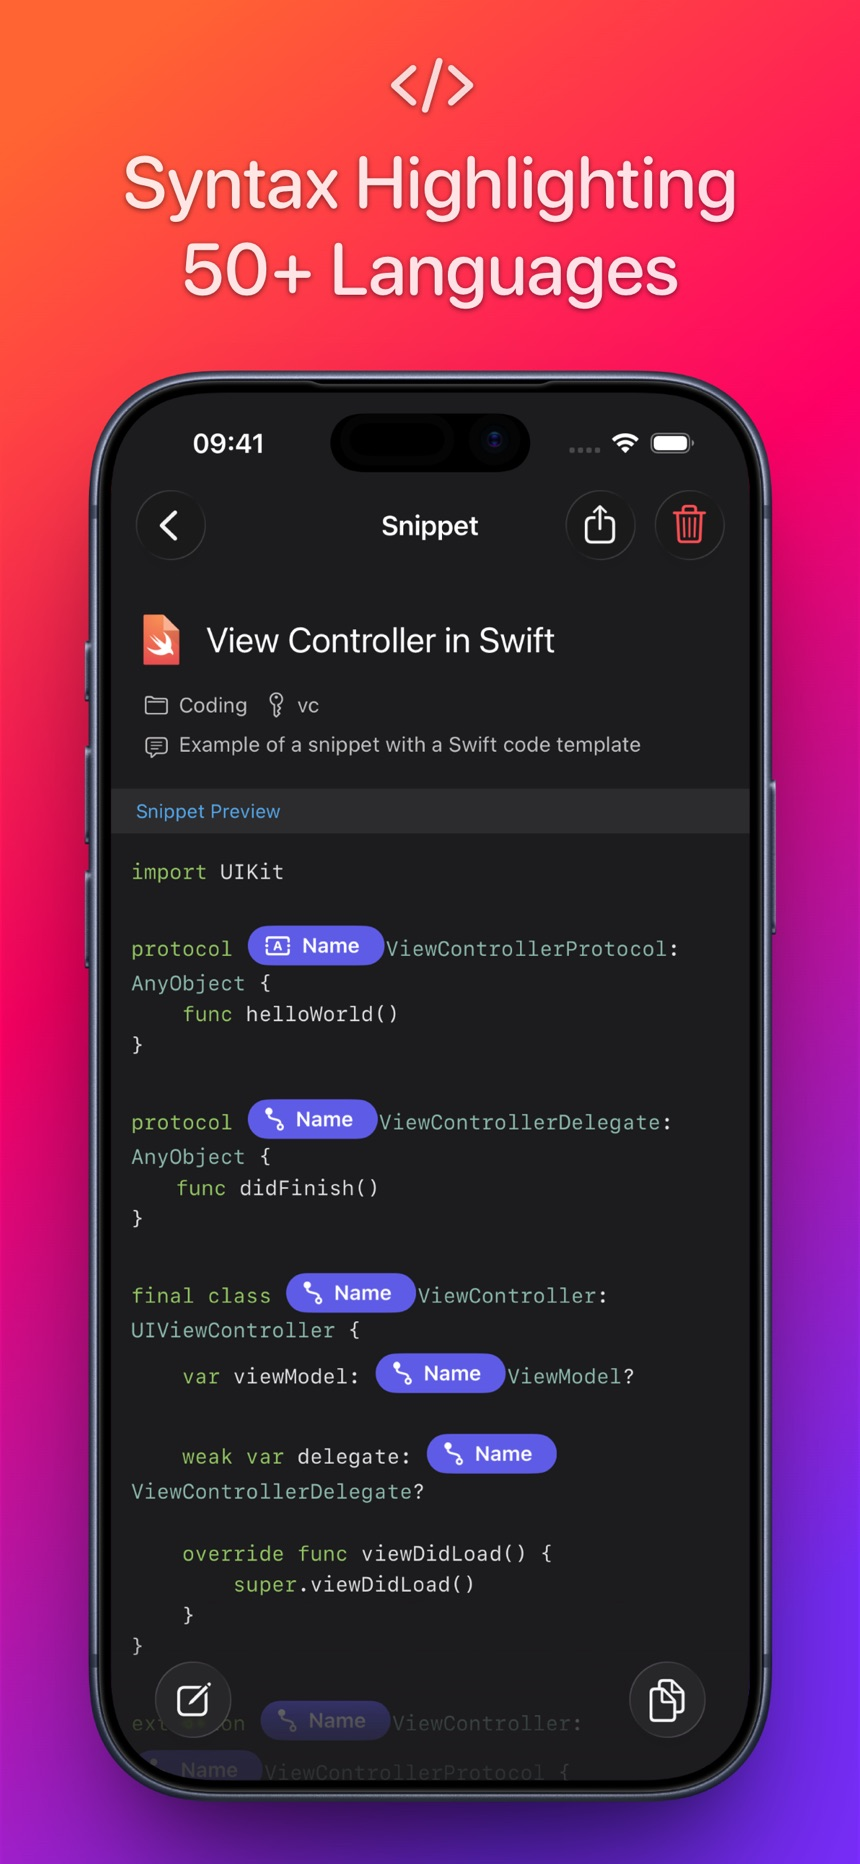 </>
Syntax Highlighting
50+ Languages
09:41
Snippet
View Controller in Swift
Coding vc
Example of a snippet with a Swift code template
Snippet Preview
import UIKit
protocol Name ViewControllerProtocol:
AnyObject {
func helloWorld()
}
protocol Name ViewControllerDelegate:
AnyObject {
func didFinish()
}
final class Name ViewController:
UIViewController {
var viewModel: Name ViewModel?
weak var delegate: Name
ViewControllerDelegate?
override func viewDidLoad() {
super.viewDidLoad()
}
}
Name ViewController:
Name ViewControllerProtocol {